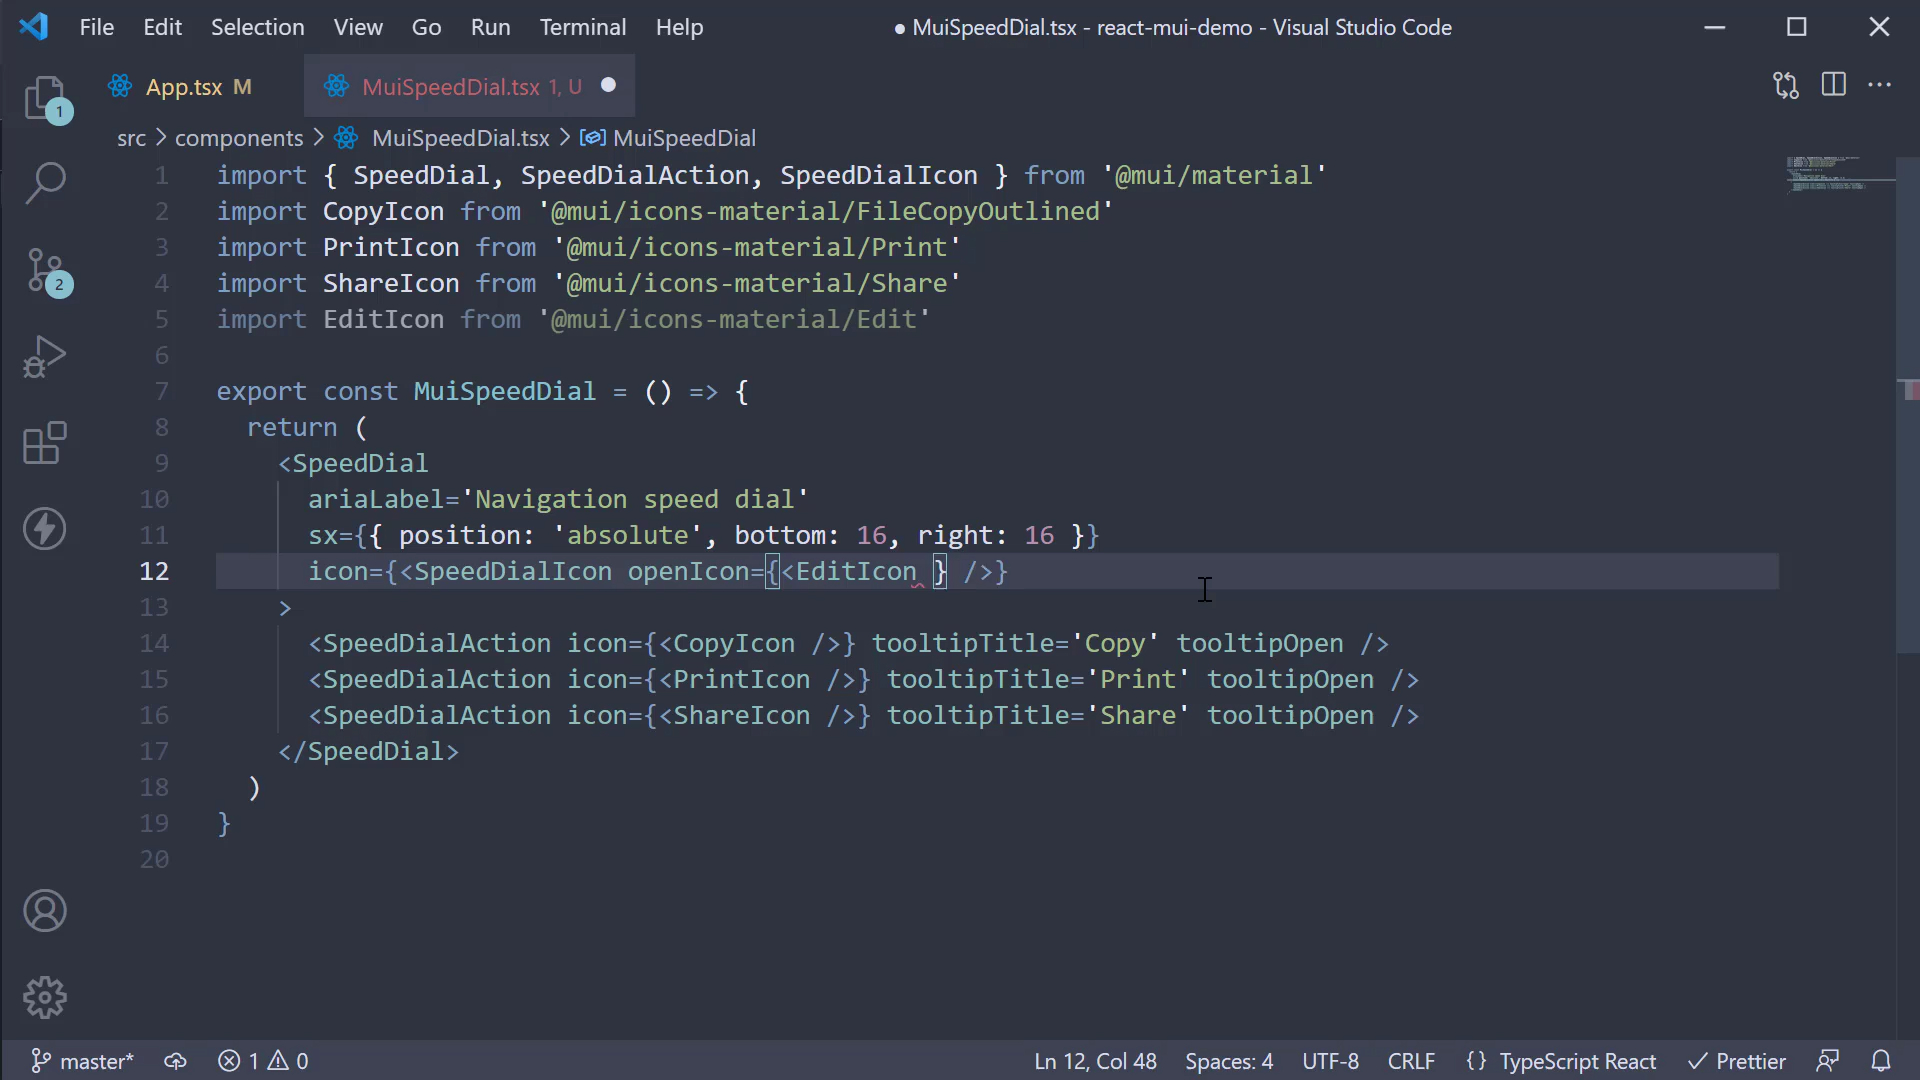 File Edit Selection View Go Run Terminal Help ● MuiSpeedDial.tsx - react-mui-demo - Visual Studio Code
App.tsx M MuiSpeedDial.tsx 1, U
1
src > components > MuiSpeedDial.tsx > MuiSpeedDial
1 import { SpeedDial, SpeedDialAction, SpeedDialIcon } from '@mui/material'
2 import CopyIcon from '@mui/icons-material/FileCopyOutlined'
3 import PrintIcon from '@mui/icons-material/Print'
4 import ShareIcon from '@mui/icons-material/Share'
2
5 import EditIcon from '@mui/icons-material/Edit'
6
7 export const MuiSpeedDial = () => {
8 return (
9 <SpeedDial
10 ariaLabel='Navigation speed dial'
11 sx={{ position: 'absolute', bottom: 16, right: 16 }}
12 icon={<SpeedDialIcon openIcon={<EditIcon } />}
13 >
14 <SpeedDialAction icon={<CopyIcon />} tooltipTitle='Copy' tooltipOpen />
15 <SpeedDialAction icon={<PrintIcon />} tooltipTitle='Print' tooltipOpen />
16 <SpeedDialAction icon={<ShareIcon />} tooltipTitle='Share' tooltipOpen />
17 </SpeedDial>
18 )
19 }
20
master* 1 0 Ln 12, Col 48 Spaces: 4 UTF-8 CRLF {} TypeScript React ✓ Prettier